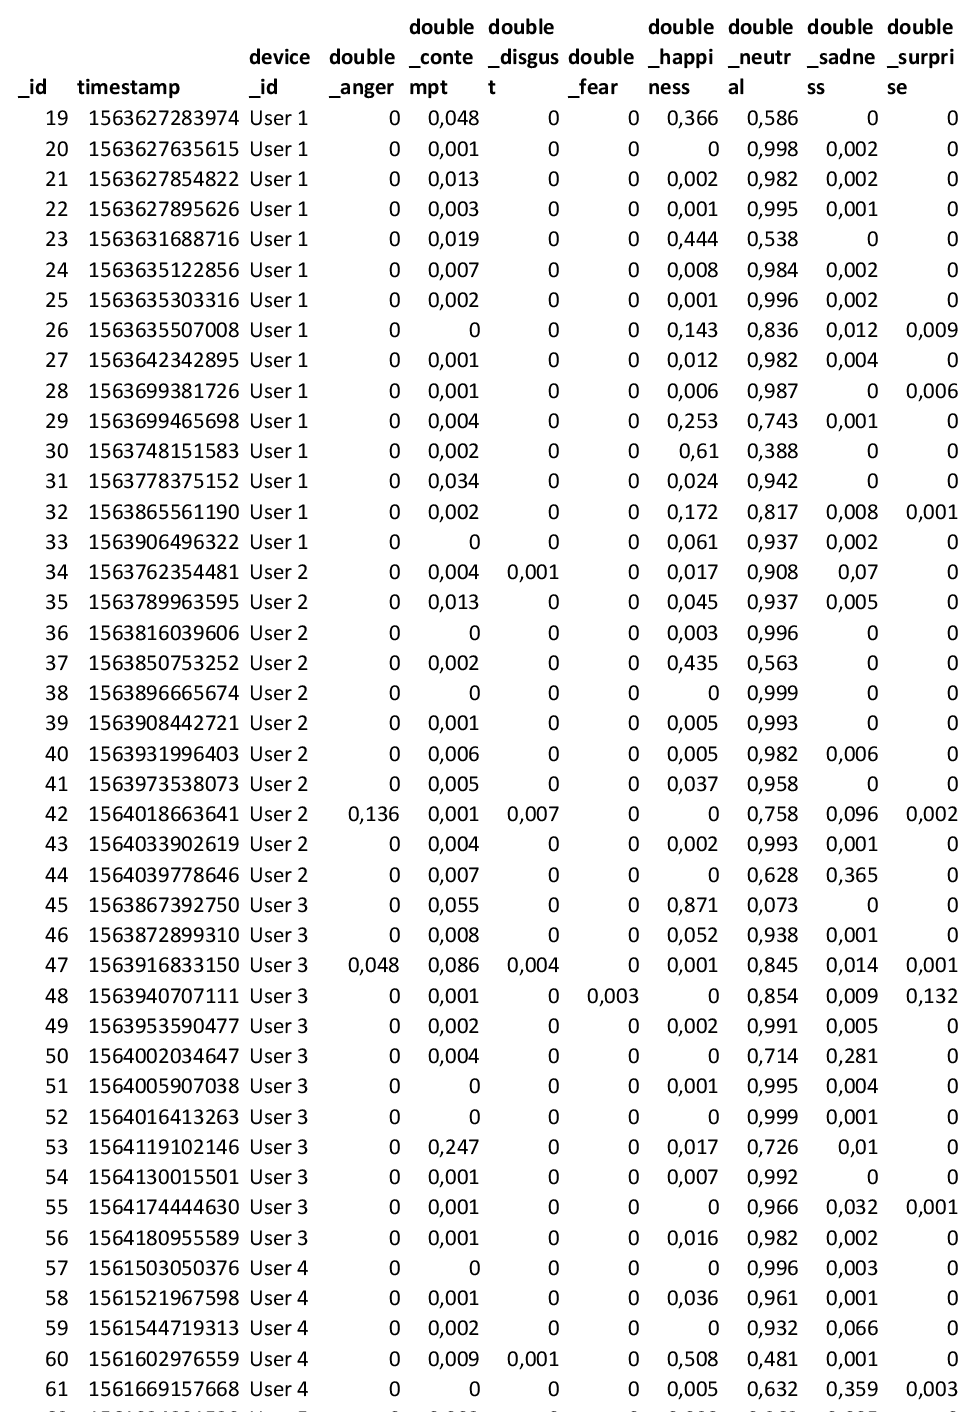 double double double double double double
device double _conte _disgus double _happi _neutr _sadne _surpri
_id timestamp _id _anger mpt t _fear ness al ss se
19 1563627283974 User 1 0 0,048 0 0 0,366 0,586 0 0
20 1563627635615 User 1 0 0,001 0 0 0 0,998 0,002 0
21 1563627854822 User 1 0 0,013 0 0 0,002 0,982 0,002 0
22 1563627895626 User 1 0 0,003 0 0 0,001 0,995 0,001 0
23 1563631688716 User 1 0 0,019 0 0 0,444 0,538 0 0
24 1563635122856 User 1 0 0,007 0 0 0,008 0,984 0,002 0
25 1563635303316 User 1 0 0,002 0 0 0,001 0,996 0,002 0
26 1563635507008 User 1 0 0 0 0 0,143 0,836 0,012 0,009
27 1563642342895 User 1 0 0,001 0 0 0,012 0,982 0,004 0
28 1563699381726 User 1 0 0,001 0 0 0,006 0,987 0 0,006
29 1563699465698 User 1 0 0,004 0 0 0,253 0,743 0,001 0
30 1563748151583 User 1 0 0,002 0 0 0,61 0,388 0 0
31 1563778375152 User 1 0 0,034 0 0 0,024 0,942 0 0
32 1563865561190 User 1 0 0,002 0 0 0,172 0,817 0,008 0,001
33 1563906496322 User 1 0 0 0 0 0,061 0,937 0,002 0
34 1563762354481 User 2 0 0,004 0,001 0 0,017 0,908 0,07 0
35 1563789963595 User 2 0 0,013 0 0 0,045 0,937 0,005 0
36 1563816039606 User 2 0 0 0 0 0,003 0,996 0 0
37 1563850753252 User 2 0 0,002 0 0 0,435 0,563 0 0
38 1563896665674 User 2 0 0 0 0 0 0,999 0 0
39 1563908442721 User 2 0 0,001 0 0 0,005 0,993 0 0
40 1563931996403 User 2 0 0,006 0 0 0,005 0,982 0,006 0
41 1563973538073 User 2 0 0,005 0 0 0,037 0,958 0 0
42 1564018663641 User 2 0,136 0,001 0,007 0 0 0,758 0,096 0,002
43 1564033902619 User 2 0 0,004 0 0 0,002 0,993 0,001 0
44 1564039778646 User 2 0 0,007 0 0 0 0,628 0,365 0
45 1563867392750 User 3 0 0,055 0 0 0,871 0,073 0 0
46 1563872899310 User 3 0 0,008 0 0 0,052 0,938 0,001 0
47 1563916833150 User 3 0,048 0,086 0,004 0 0,001 0,845 0,014 0,001
48 1563940707111 User 3 0 0,001 0 0,003 0 0,854 0,009 0,132
49 1563953590477 User 3 0 0,002 0 0 0,002 0,991 0,005 0
50 1564002034647 User 3 0 0,004 0 0 0 0,714 0,281 0
51 1564005907038 User 3 0 0 0 0 0,001 0,995 0,004 0
52 1564016413263 User 3 0 0 0 0 0 0,999 0,001 0
53 1564119102146 User 3 0 0,247 0 0 0,017 0,726 0,01 0
54 1564130015501 User 3 0 0,001 0 0 0,007 0,992 0 0
55 1564174444630 User 3 0 0,001 0 0 0 0,966 0,032 0,001
56 1564180955589 User 3 0 0,001 0 0 0,016 0,982 0,002 0
57 1561503050376 User 4 0 0 0 0 0 0,996 0,003 0
58 1561521967598 User 4 0 0,001 0 0 0,036 0,961 0,001 0
59 1561544719313 User 4 0 0,002 0 0 0 0,932 0,066 0
60 1561602976559 User 4 0 0,009 0,001 0 0,508 0,481 0,001 0
61 1561669157668 User 4 0 0 0 0 0,005 0,632 0,359 0,003